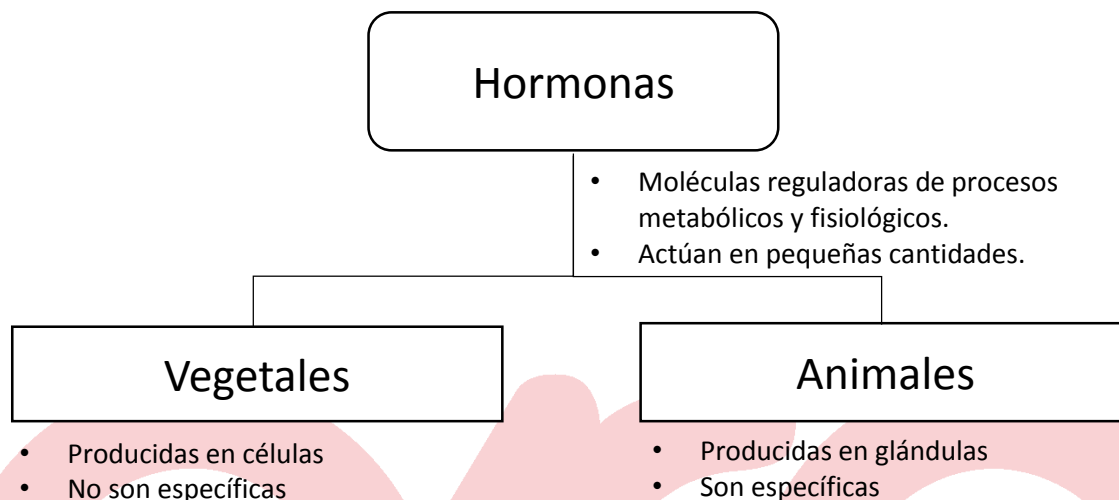 Hormonas
• Moléculas reguladoras de procesos
metabólicos y fisiológicos.
• Actúan en pequeñas cantidades.
Vegetales
• Producidas en células
• No son específicas
Animales
• Producidas en glándulas
• Son específicas